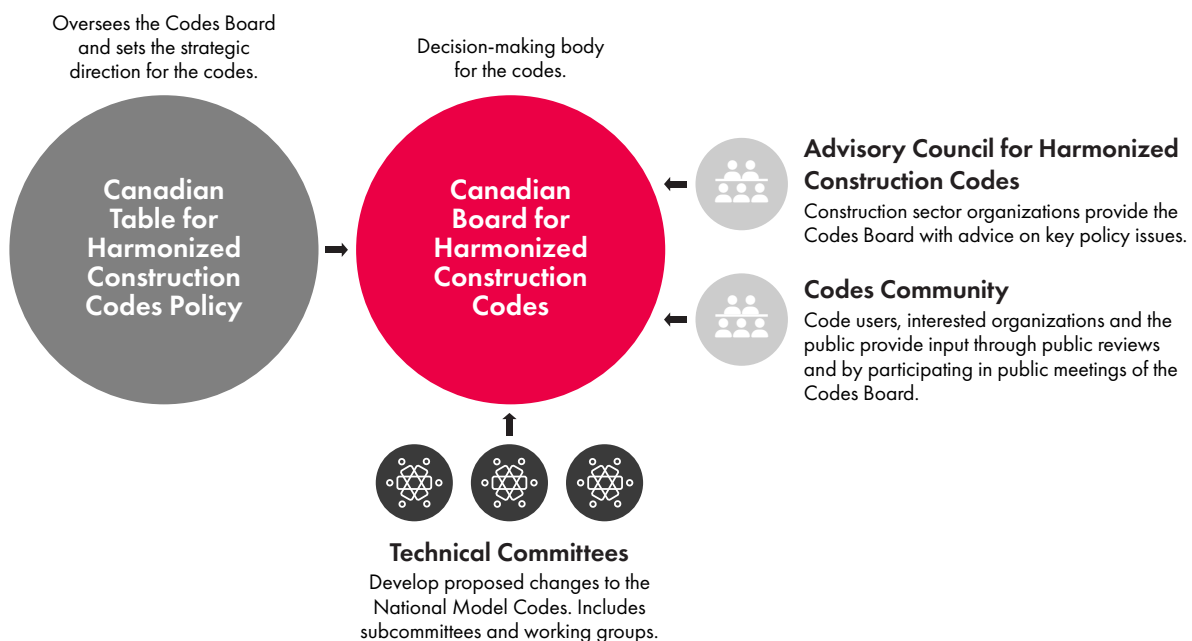 Oversees the Codes Board
and sets the strategic
direction for the codes.
Canadian
Table for
Harmonized
Construction
Codes Policy
Decision-making body
for the codes.
Canadian
Board for
Harmonized
Construction
Codes
Advisory Council for Harmonized
Construction Codes
Construction sector organizations provide the
Codes Board with advice on key policy issues.
Codes Community
Code users, interested organizations and the
public provide input through public reviews
and by participating in public meetings of the
Codes Board.
Technical Committees
Develop proposed changes to the
National Model Codes. Includes
subcommittees and working groups.